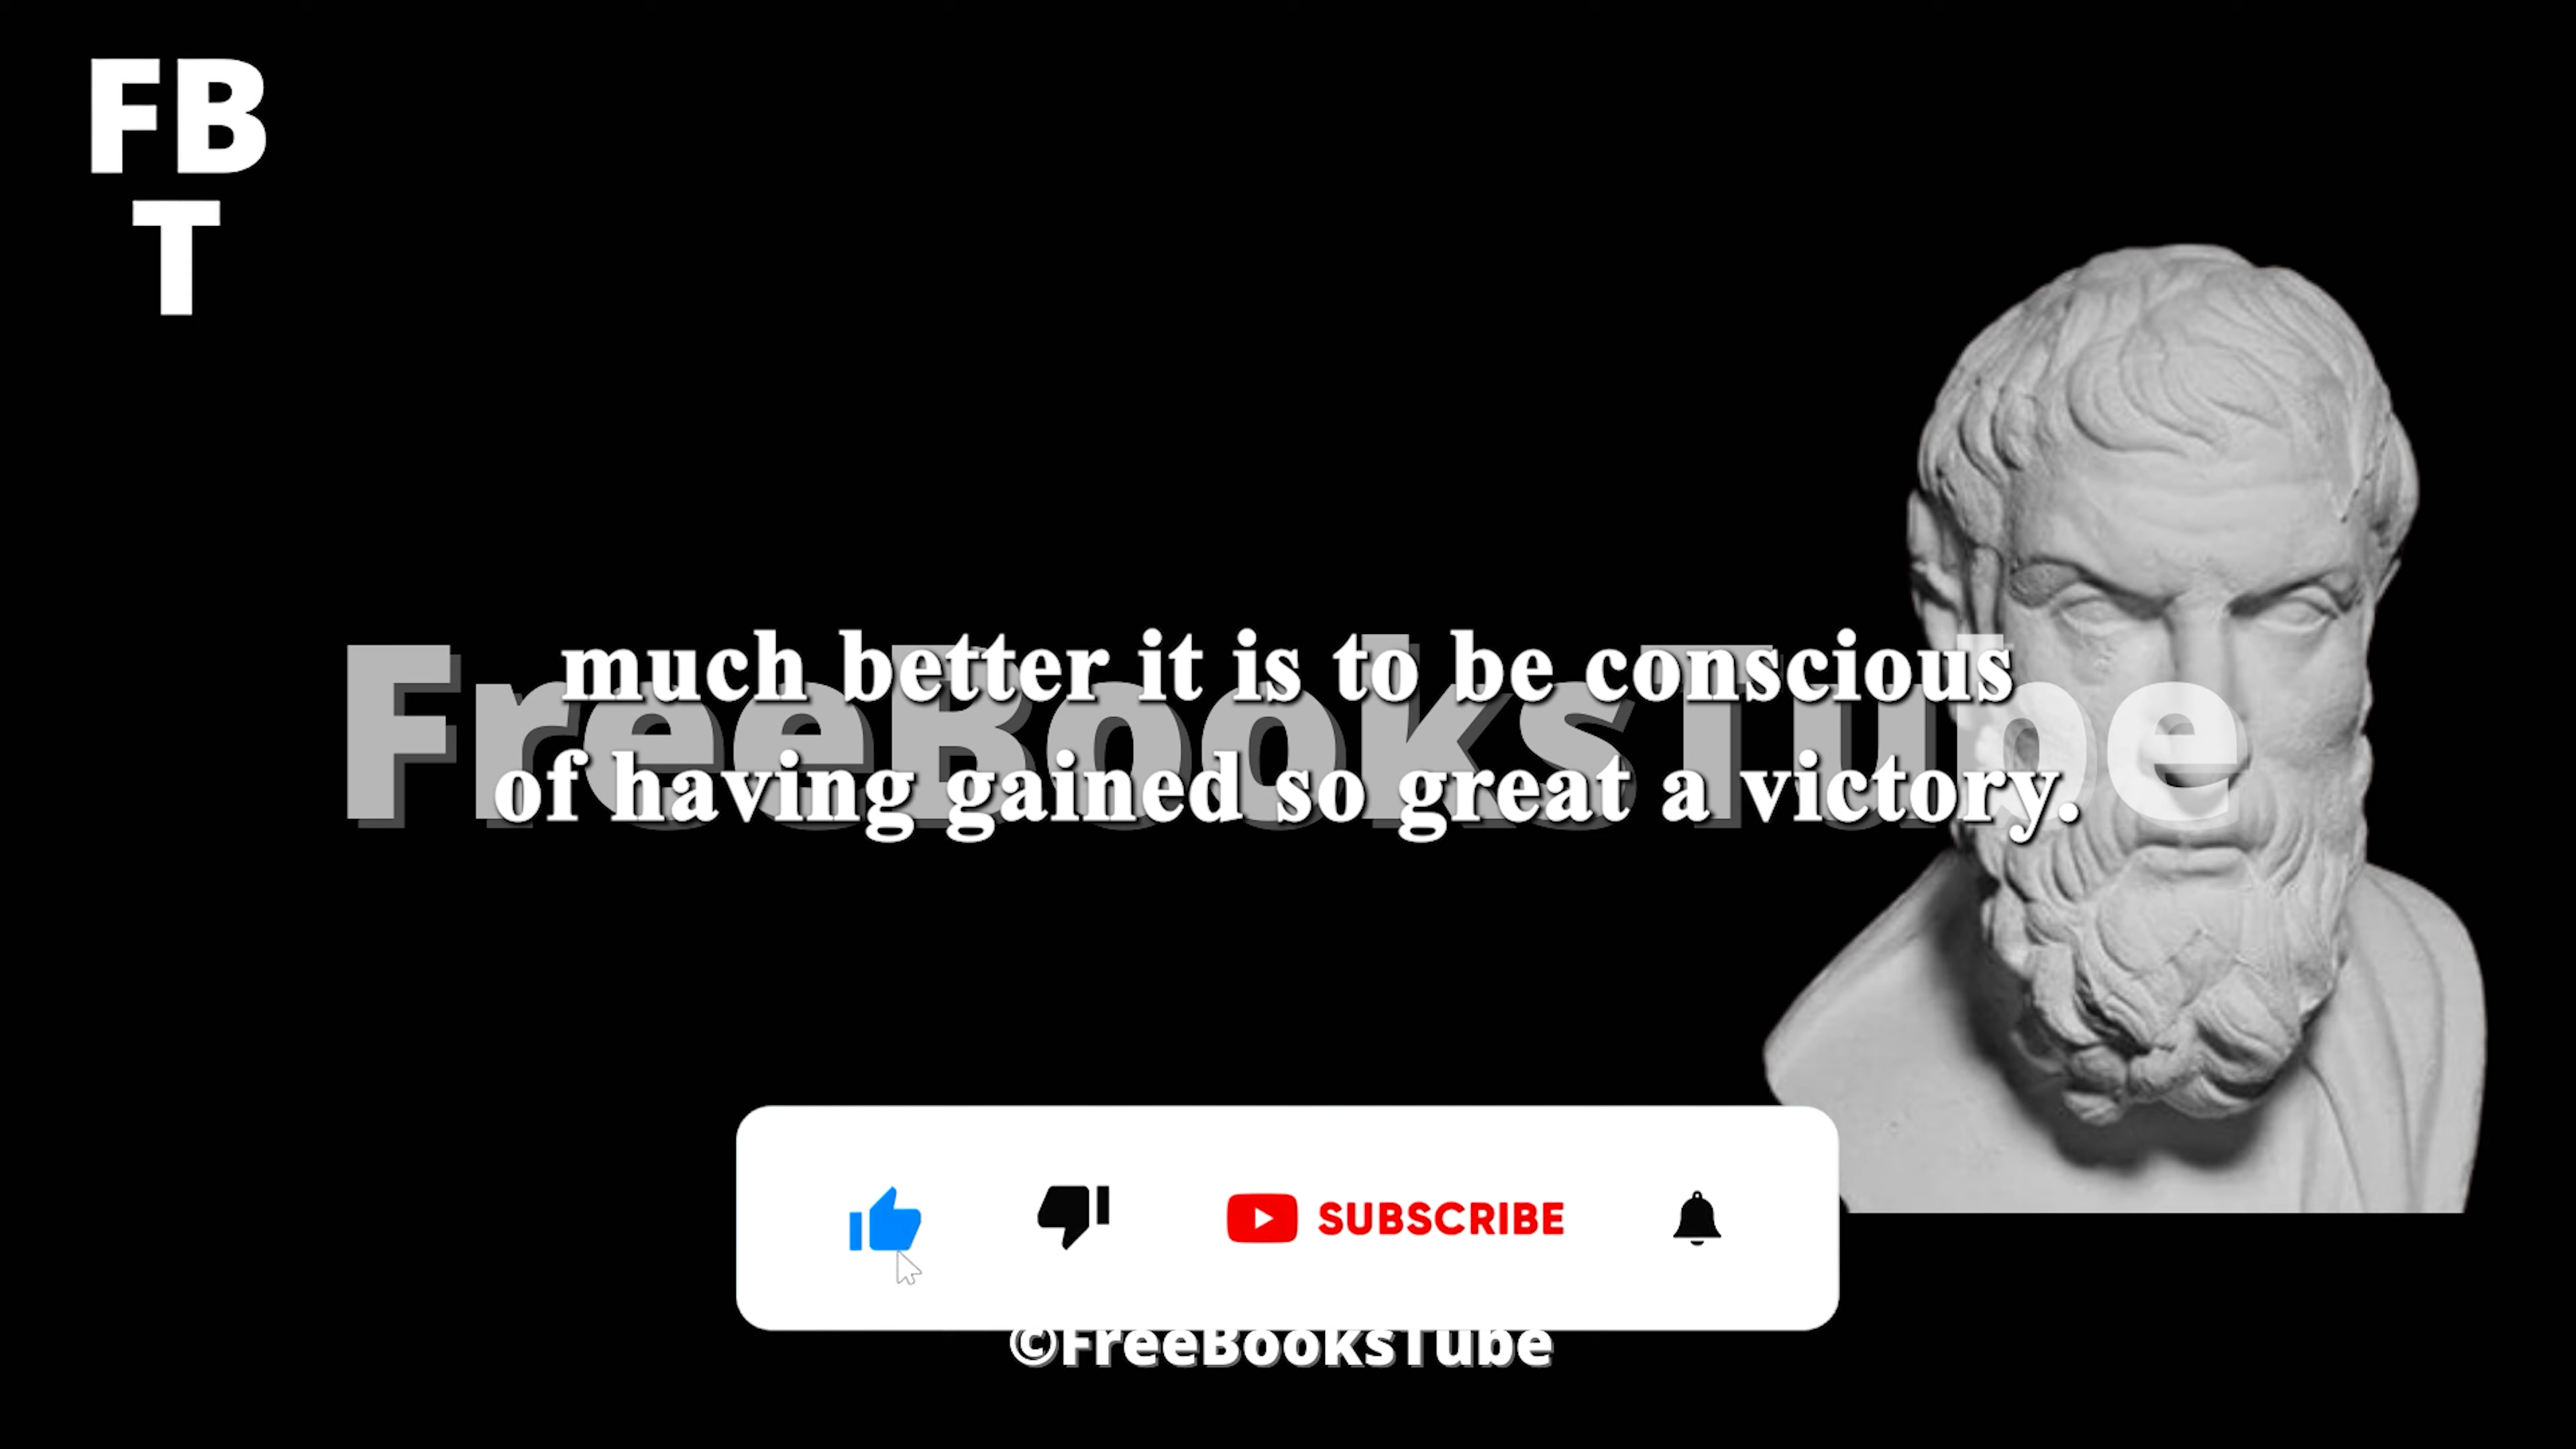 FB
T
FreeBooksTube
much better it is to be conscious
of having gained so great a victory.
SUBSCRIBE
©FreeBooksTube